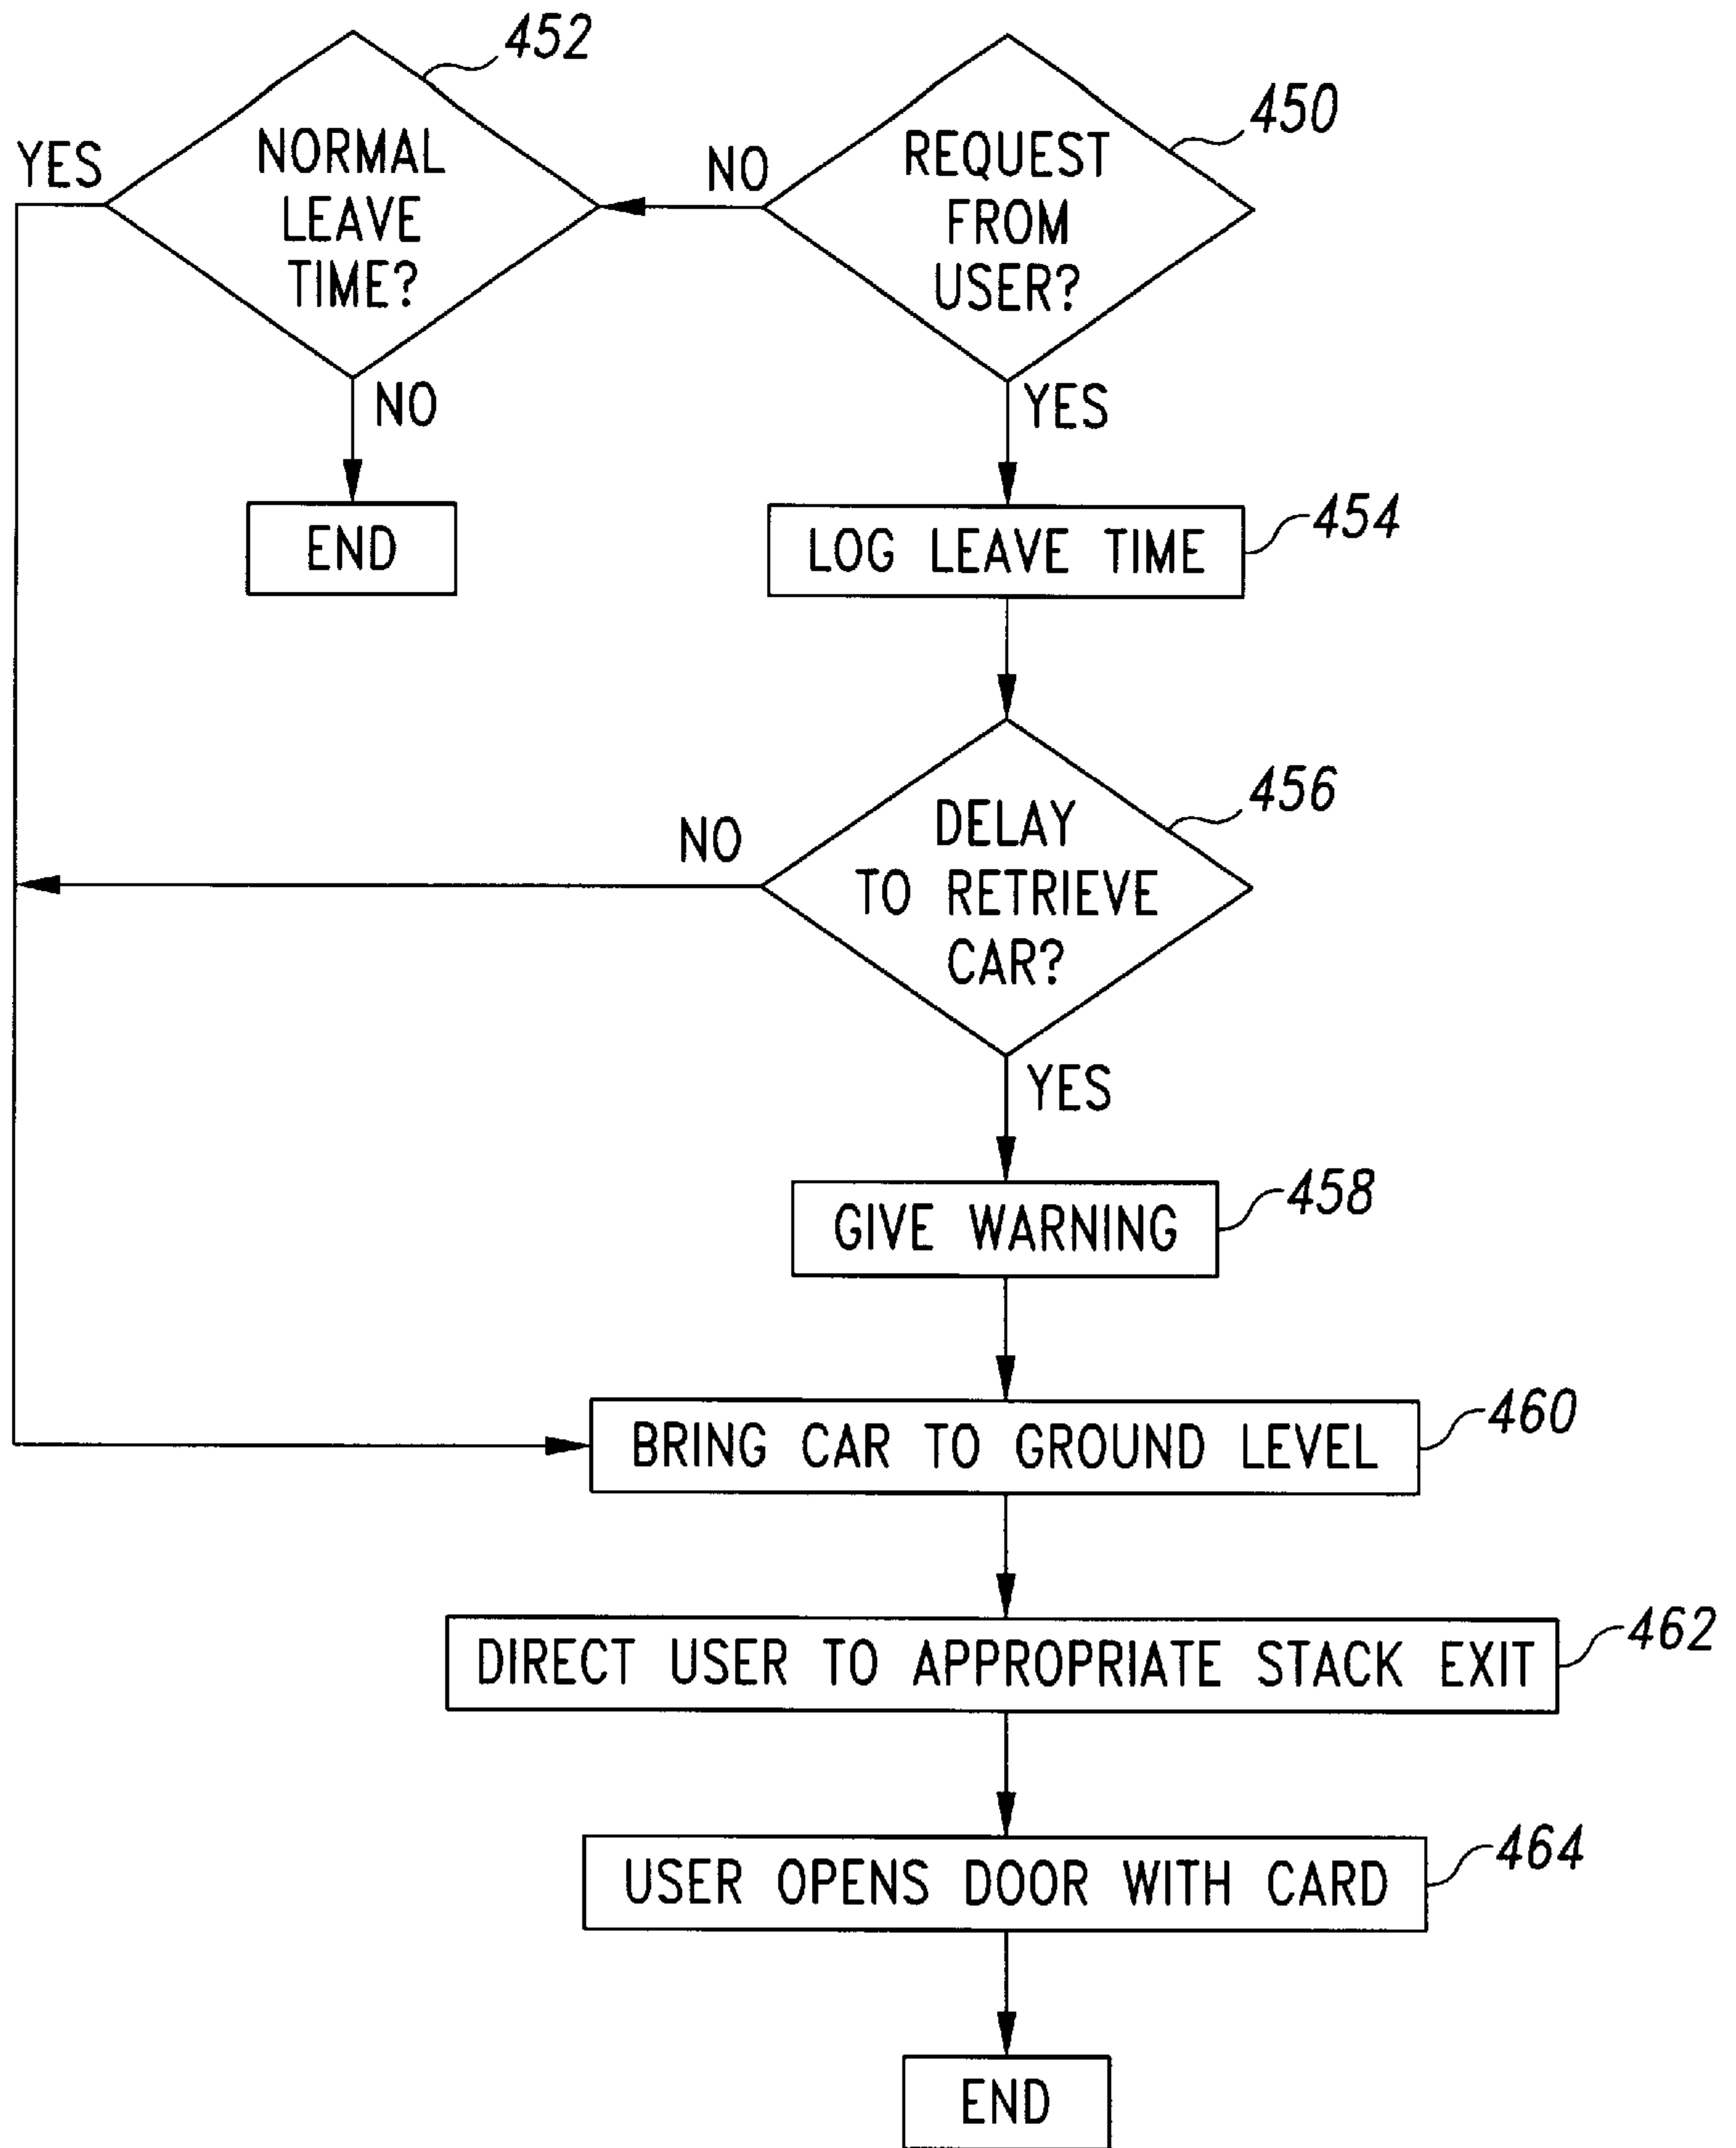 452
450
YES
NORMAL
LEAVE
TIME?
NO
REQUEST
FROM
USER?
NO
YES
END
LOG LEAVE TIME
454
456
NO
DELAY
TO RETRIEVE
CAR?
YES
GIVE WARNING
458
BRING CAR TO GROUND LEVEL
460
DIRECT USER TO APPROPRIATE STACK EXIT
462
USER OPENS DOOR WITH CARD
464
END